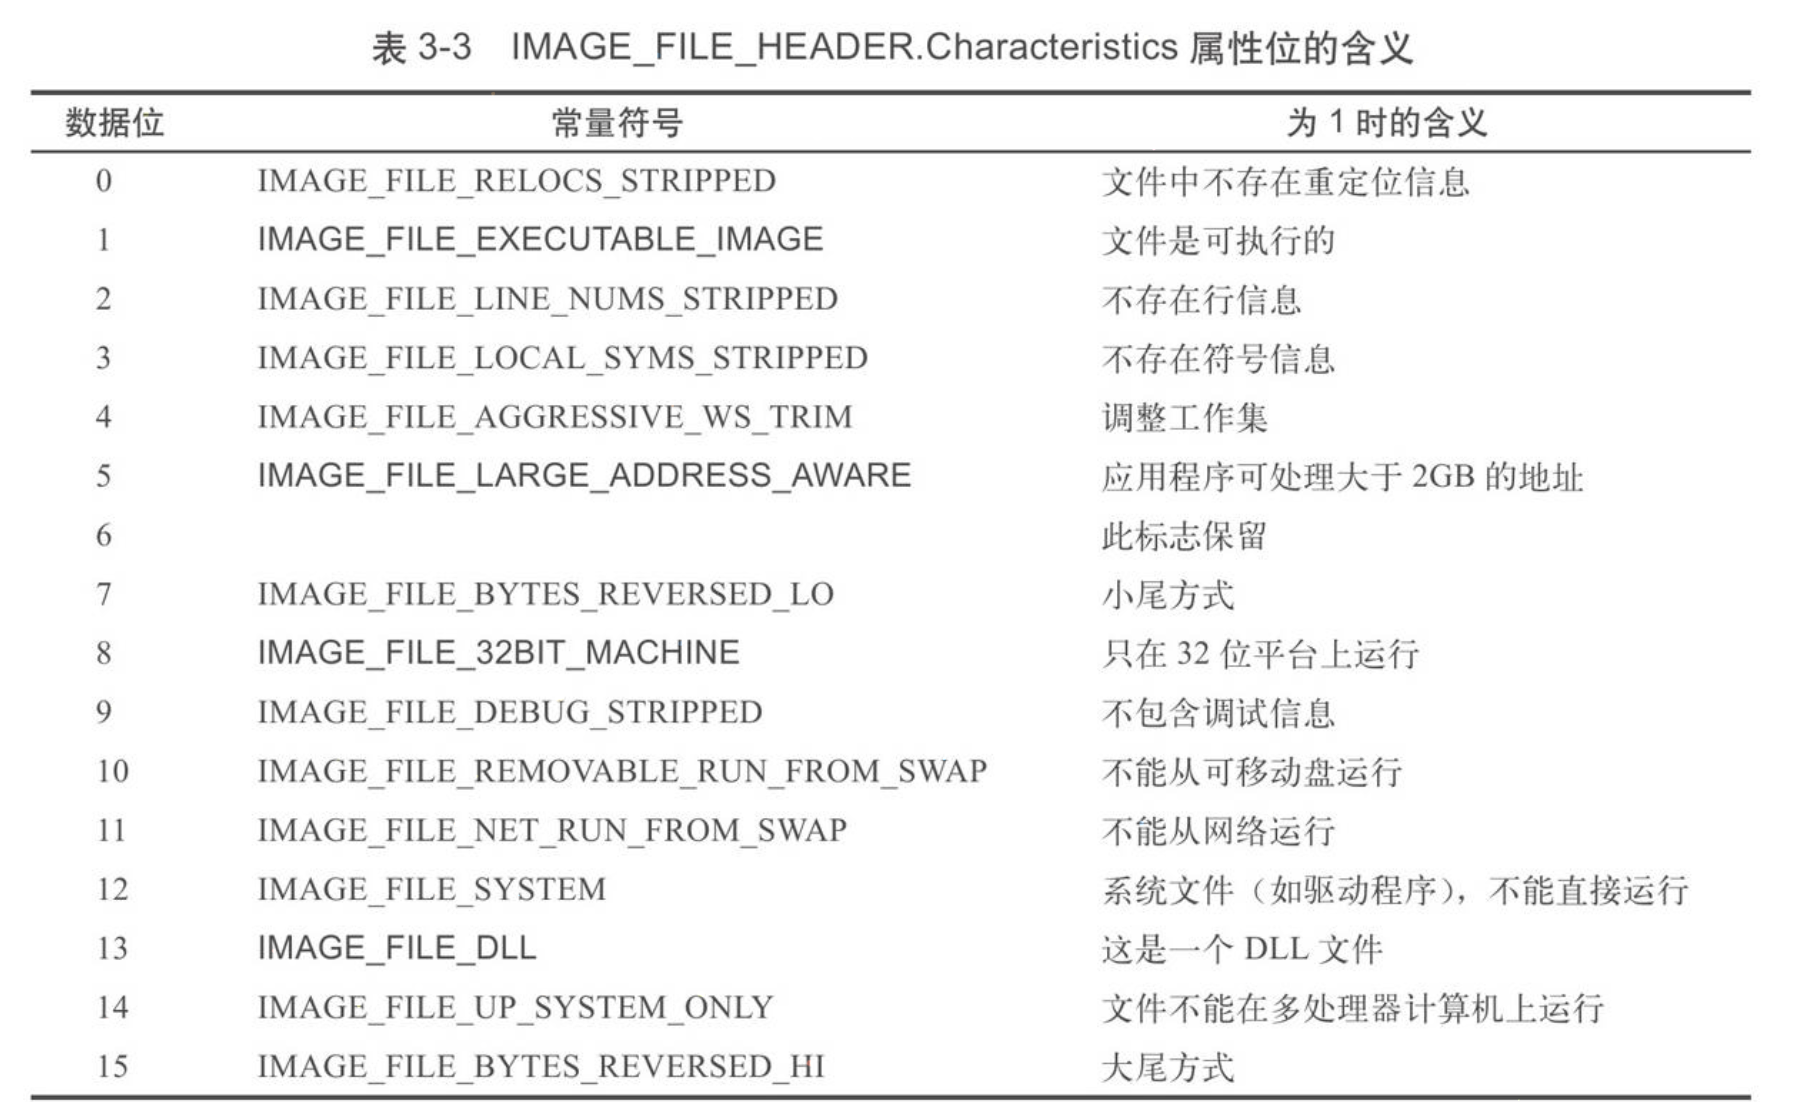 表 3-3 IMAGE_FILE_HEADER.Characteristics 属性位的含义
数据位 常量符号 为 1 时的含义
0 IMAGE_FILE_RELOCS_STRIPPED 文件中不存在重定位信息
1 IMAGE_FILE_EXECUTABLE_IMAGE 文件是可执行的
2 IMAGE_FILE_LINE_NUMS_STRIPPED 不存在行信息
3 IMAGE_FILE_LOCAL_SYMS_STRIPPED 不存在符号信息
4 IMAGE_FILE_AGGRESSIVE_WS_TRIM 调整工作集
5 IMAGE_FILE_LARGE_ADDRESS_AWARE 应用程序可处理大于 2GB 的地址
6 此标志保留
7 IMAGE_FILE_BYTES_REVERSED_LO 小尾方式
8 IMAGE_FILE_32BIT_MACHINE 只在 32 位平台上运行
9 IMAGE_FILE_DEBUG_STRIPPED 不包含调试信息
10 IMAGE_FILE_REMOVABLE_RUN_FROM_SWAP 不能从可移动盘运行
11 IMAGE_FILE_NET_RUN_FROM_SWAP 不能从网络运行
12 IMAGE_FILE_SYSTEM 系统文件（如驱动程序），不能直接运行
13 IMAGE_FILE_DLL 这是一个 DLL 文件
14 IMAGE_FILE_UP_SYSTEM_ONLY 文件不能在多处理器计算机上运行
15 IMAGE_FILE_BYTES_REVERSED_HI 大尾方式